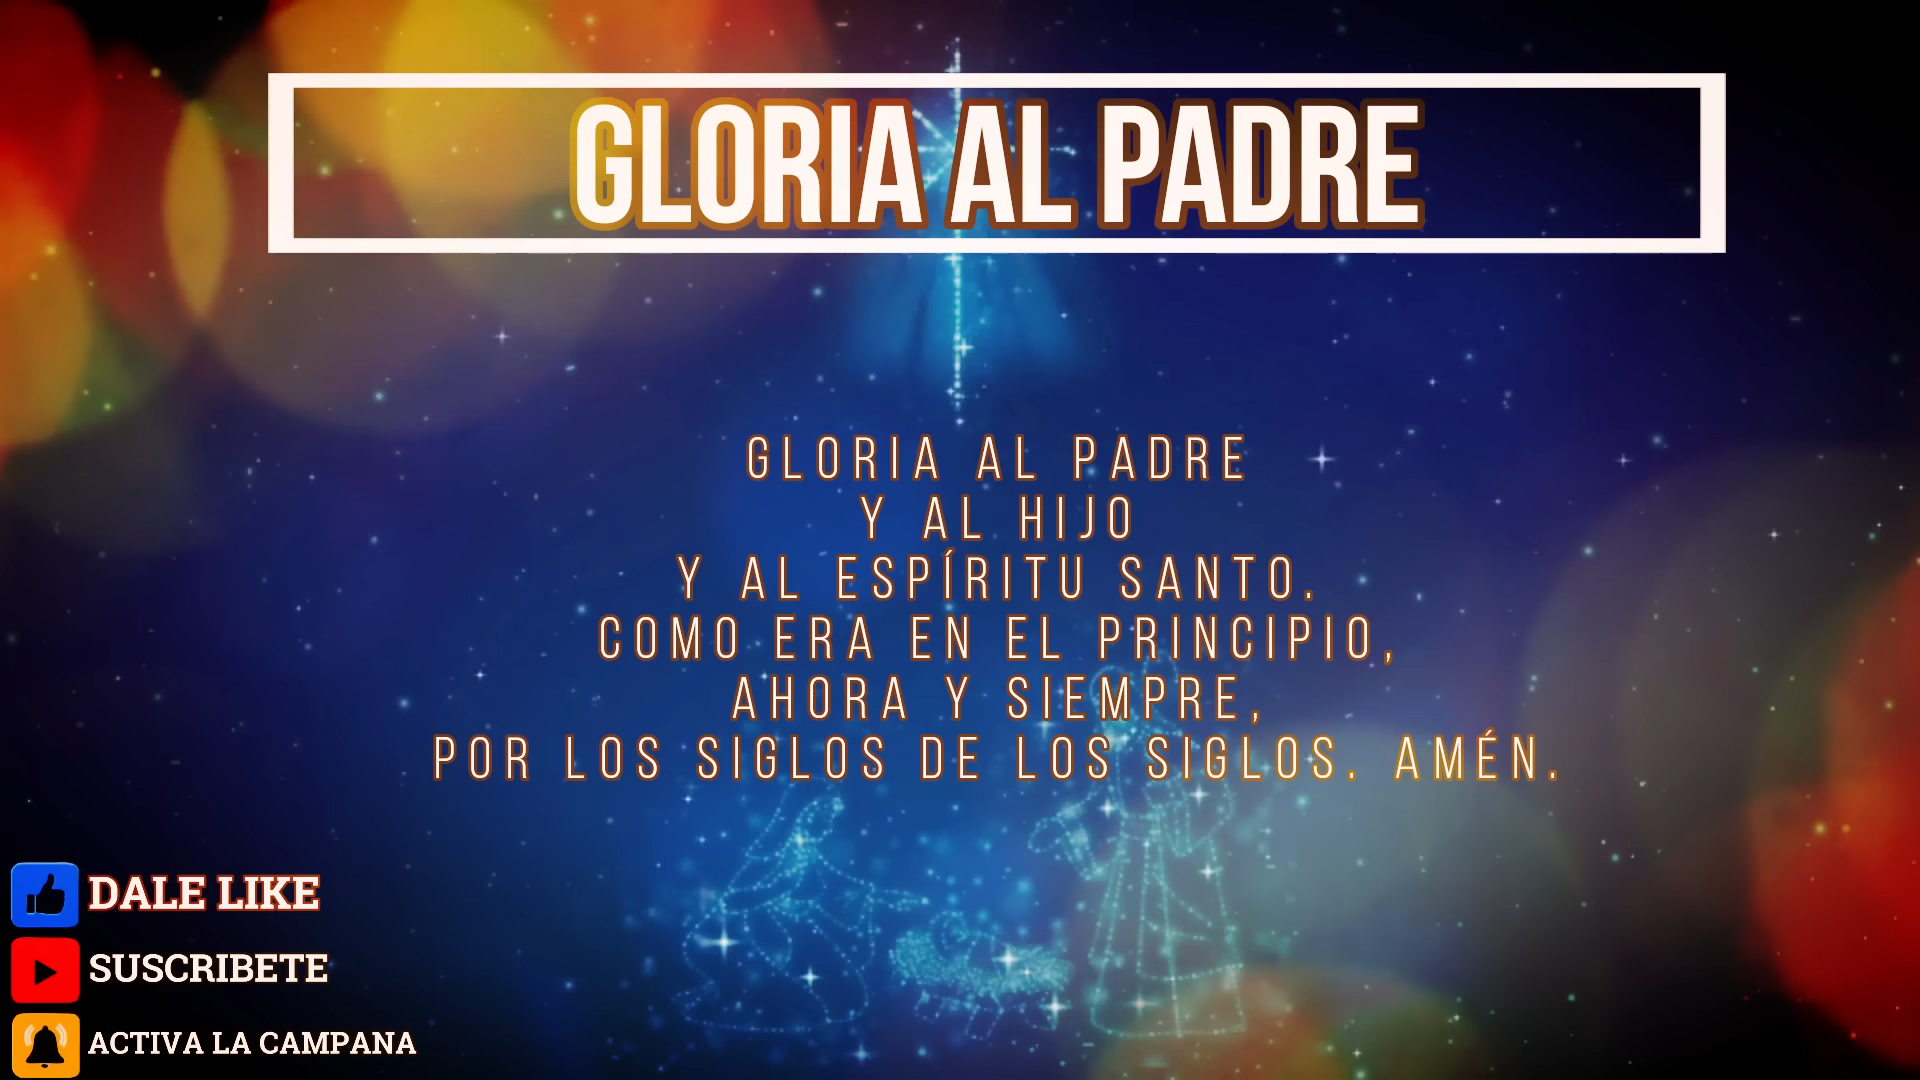 GLORIA AL PADRE
GLORIA AL PADRE
Y AL HIJO
Y AL ESPÍRITU SANTO.
COMO ERA EN EL PRINCIPIO,
AHORA Y SIEMPRE,
POR LOS SIGLOS DE LOS SIGLOS. AMÉN.
DALE LIKE
SUSCRIBETE
ACTIVA LA CAMPANA